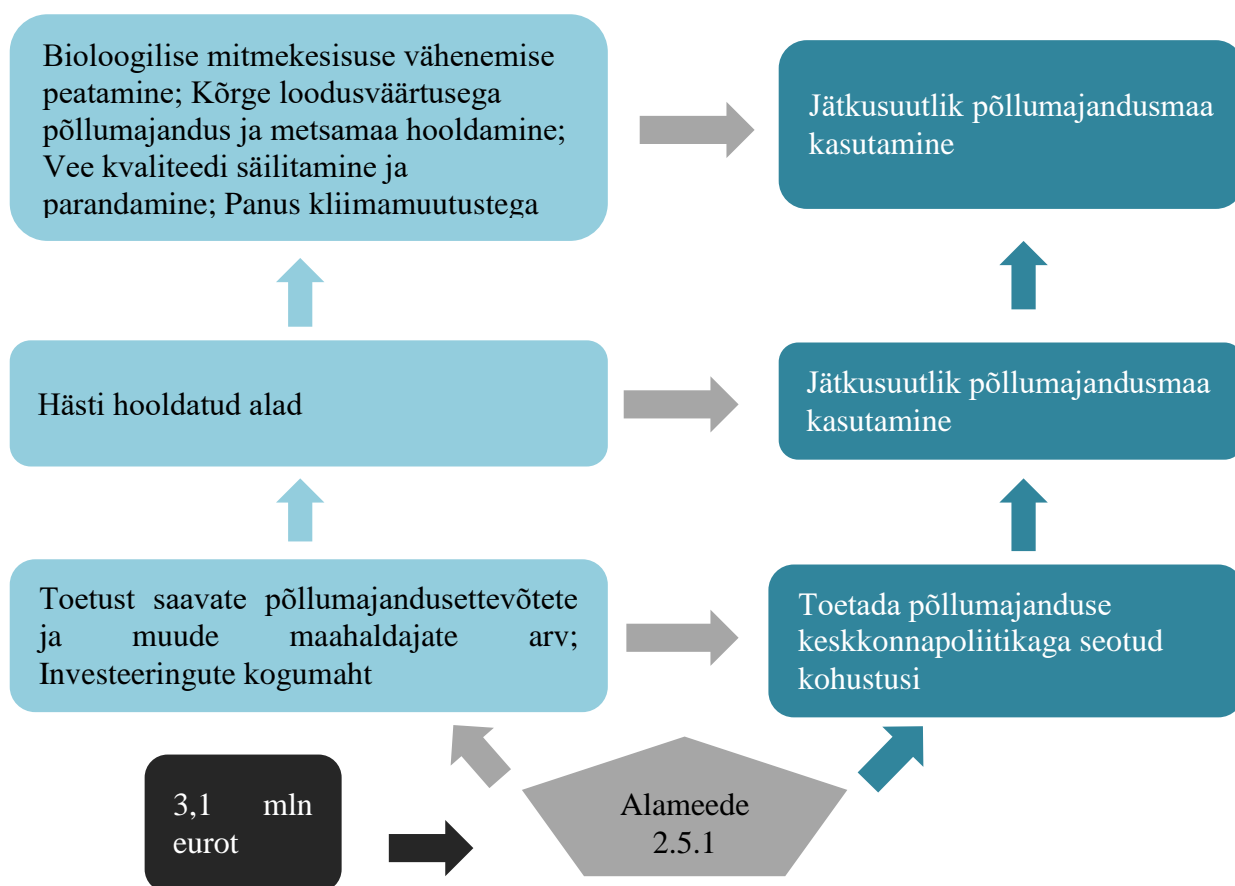 Bioloogilise mitmekesisuse vähenemise
peatamine; Kõrge loodusväärtusega
põllumajandus ja metsamaa hooldamine;
Vee kvaliteedi säilitamine ja
parandamine; Panus kliimamuutustega
Jätkusuutlik põllumajandusmaa
kasutamine
Hästi hooldatud alad
Jätkusuutlik põllumajandusmaa
kasutamine
Toetust saavate põllumajandusettevõtete
ja muude maahaldajate arv;
Investeeringute kogumaht
Toetada põllumajanduse
keskkonnapoliitikaga seotud
kohustusi
3,1 mln
eurot
Alameede
2.5.1